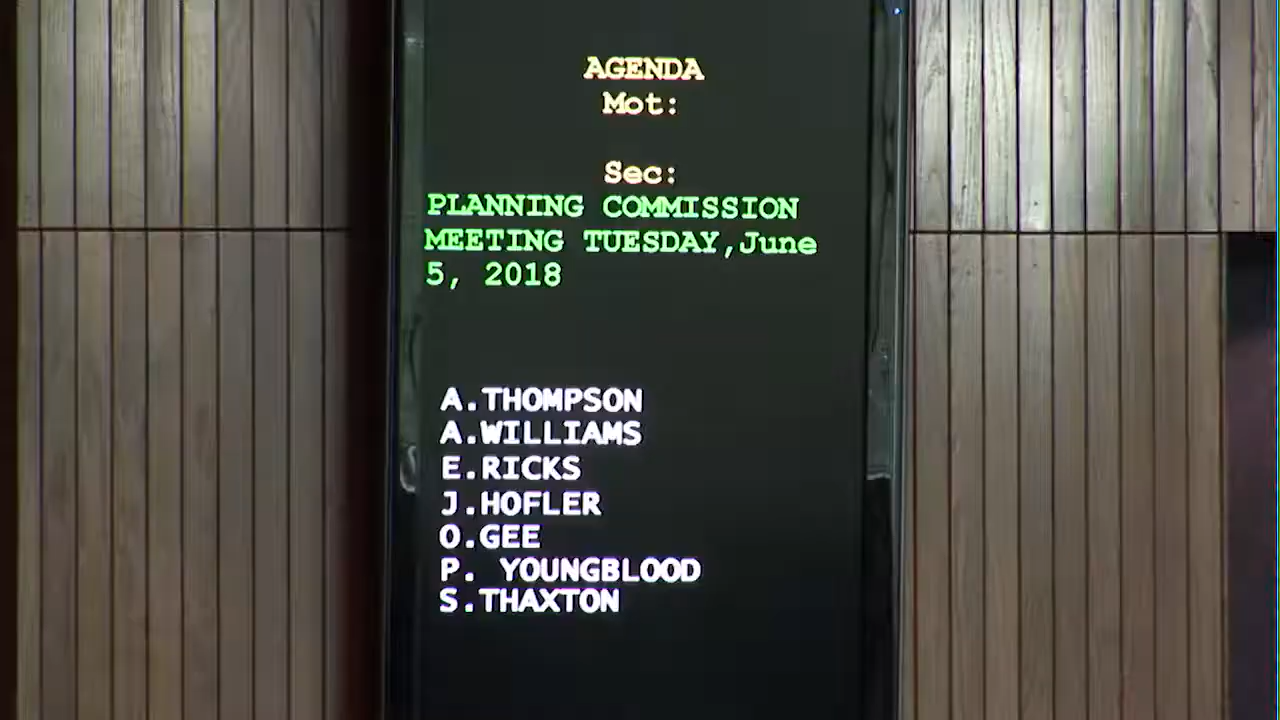 AGENDA
Mot:
Sec:
PLANNING COMMISSION
MEETING TUESDAY,June
5, 2018
A.THOMPSON
A.WILLIAMS
E.RICKS
J.HOFLER
O.GEE
P. YOUNGBLOOD
S.THAXTON